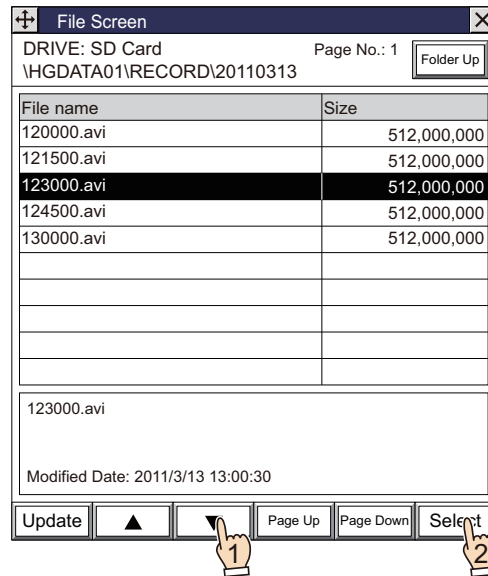 File Screen
DRIVE: SD Card Page No.: 1 Folder Up
\HGDATA01\RECORD\20110313
File name Size
120000.avi 512,000,000
121500.avi 512,000,000
123000.avi 512,000,000
124500.avi 512,000,000
130000.avi 512,000,000
123000.avi
Modified Date: 2011/3/13 13:00:30
Update ▲ ▼ Page Up Page Down Select
1 2